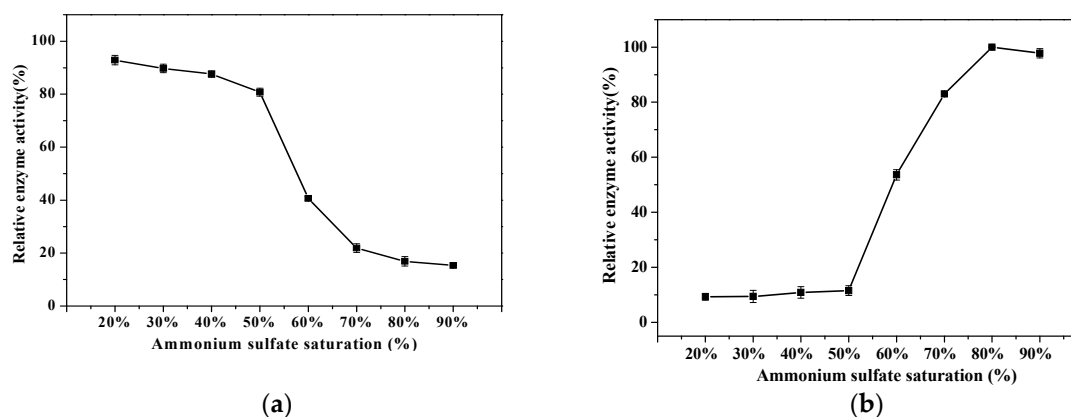 Relative enzyme activity(%)
100
80
60
40
20
0
20% 30% 40% 50% 60% 70% 80% 90%
Ammonium sulfate saturation (%)
(a)
Relative enzyme activity(%)
100
80
60
40
20
0
20% 30% 40% 50% 60% 70% 80% 90%
Ammonium sulfate saturation (%)
(b)